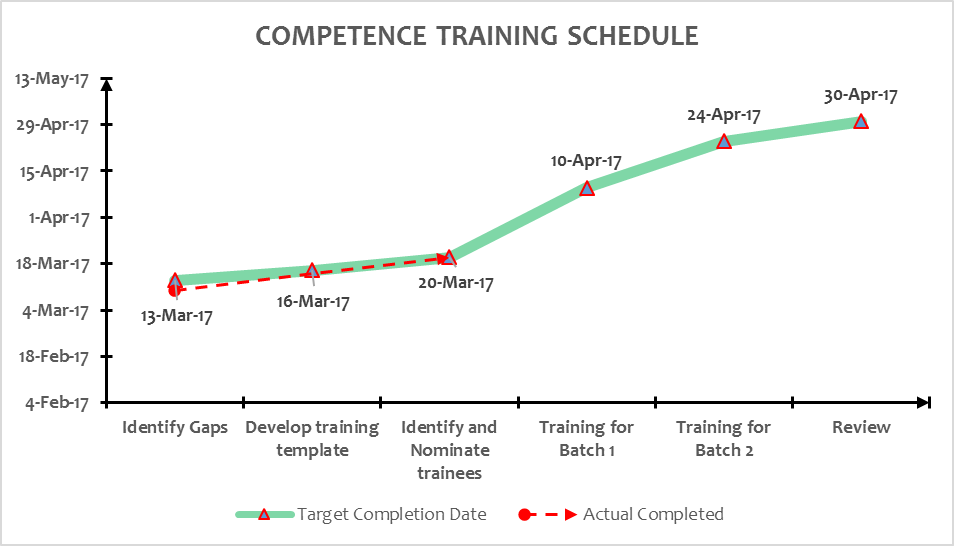 COMPETENCE TRAINING SCHEDULE
13-May-17
29-Apr-17
15-Apr-17
1-Apr-17
18-Mar-17
4-Mar-17
18-Feb-17
4-Feb-17
13-Mar-17
16-Mar-17
20-Mar-17
10-Apr-17
24-Apr-17
30-Apr-17
Identify Gaps
Develop training
template
Identify and
Nominate
trainees
Training for
Batch 1
Training for
Batch 2
Review
Target Completion Date
Actual Completed